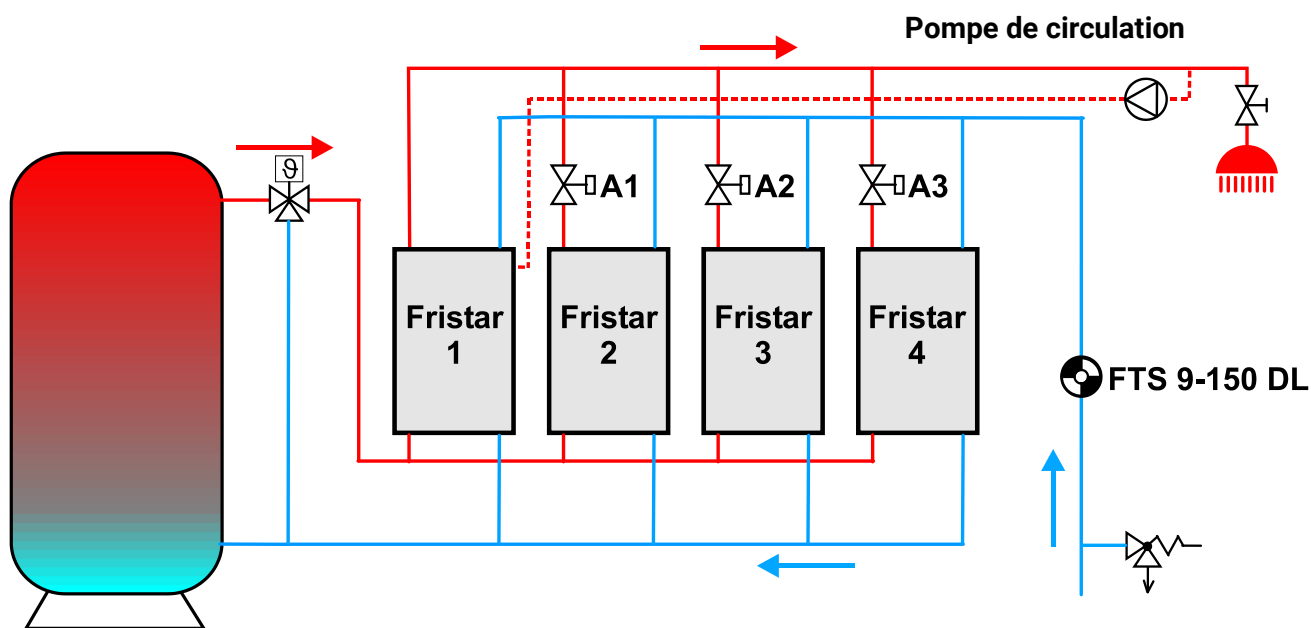 Pompe de circulation
ϑ
A1
A2
A3
Fristar
1
Fristar
2
Fristar
3
Fristar
4
FTS 9-150 DL